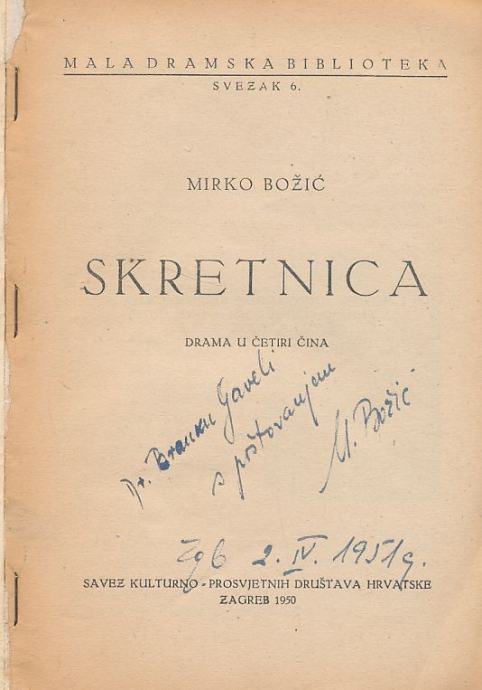 MALA DRAMSKA BIBLIOTEKA
SVEZAK 6.
MIRKO BOŽIĆ
SKRETNICA
DRAMA U ČETIRI ČINA
Dr. Branku Gaveli
s poštovanjem
M. Božić
Zgb 2. IV. 1951g.
SAVEZ KULTURNO-PROSVJETNIH DRUŠTAVA HRVATSKE
ZAGREB 1950